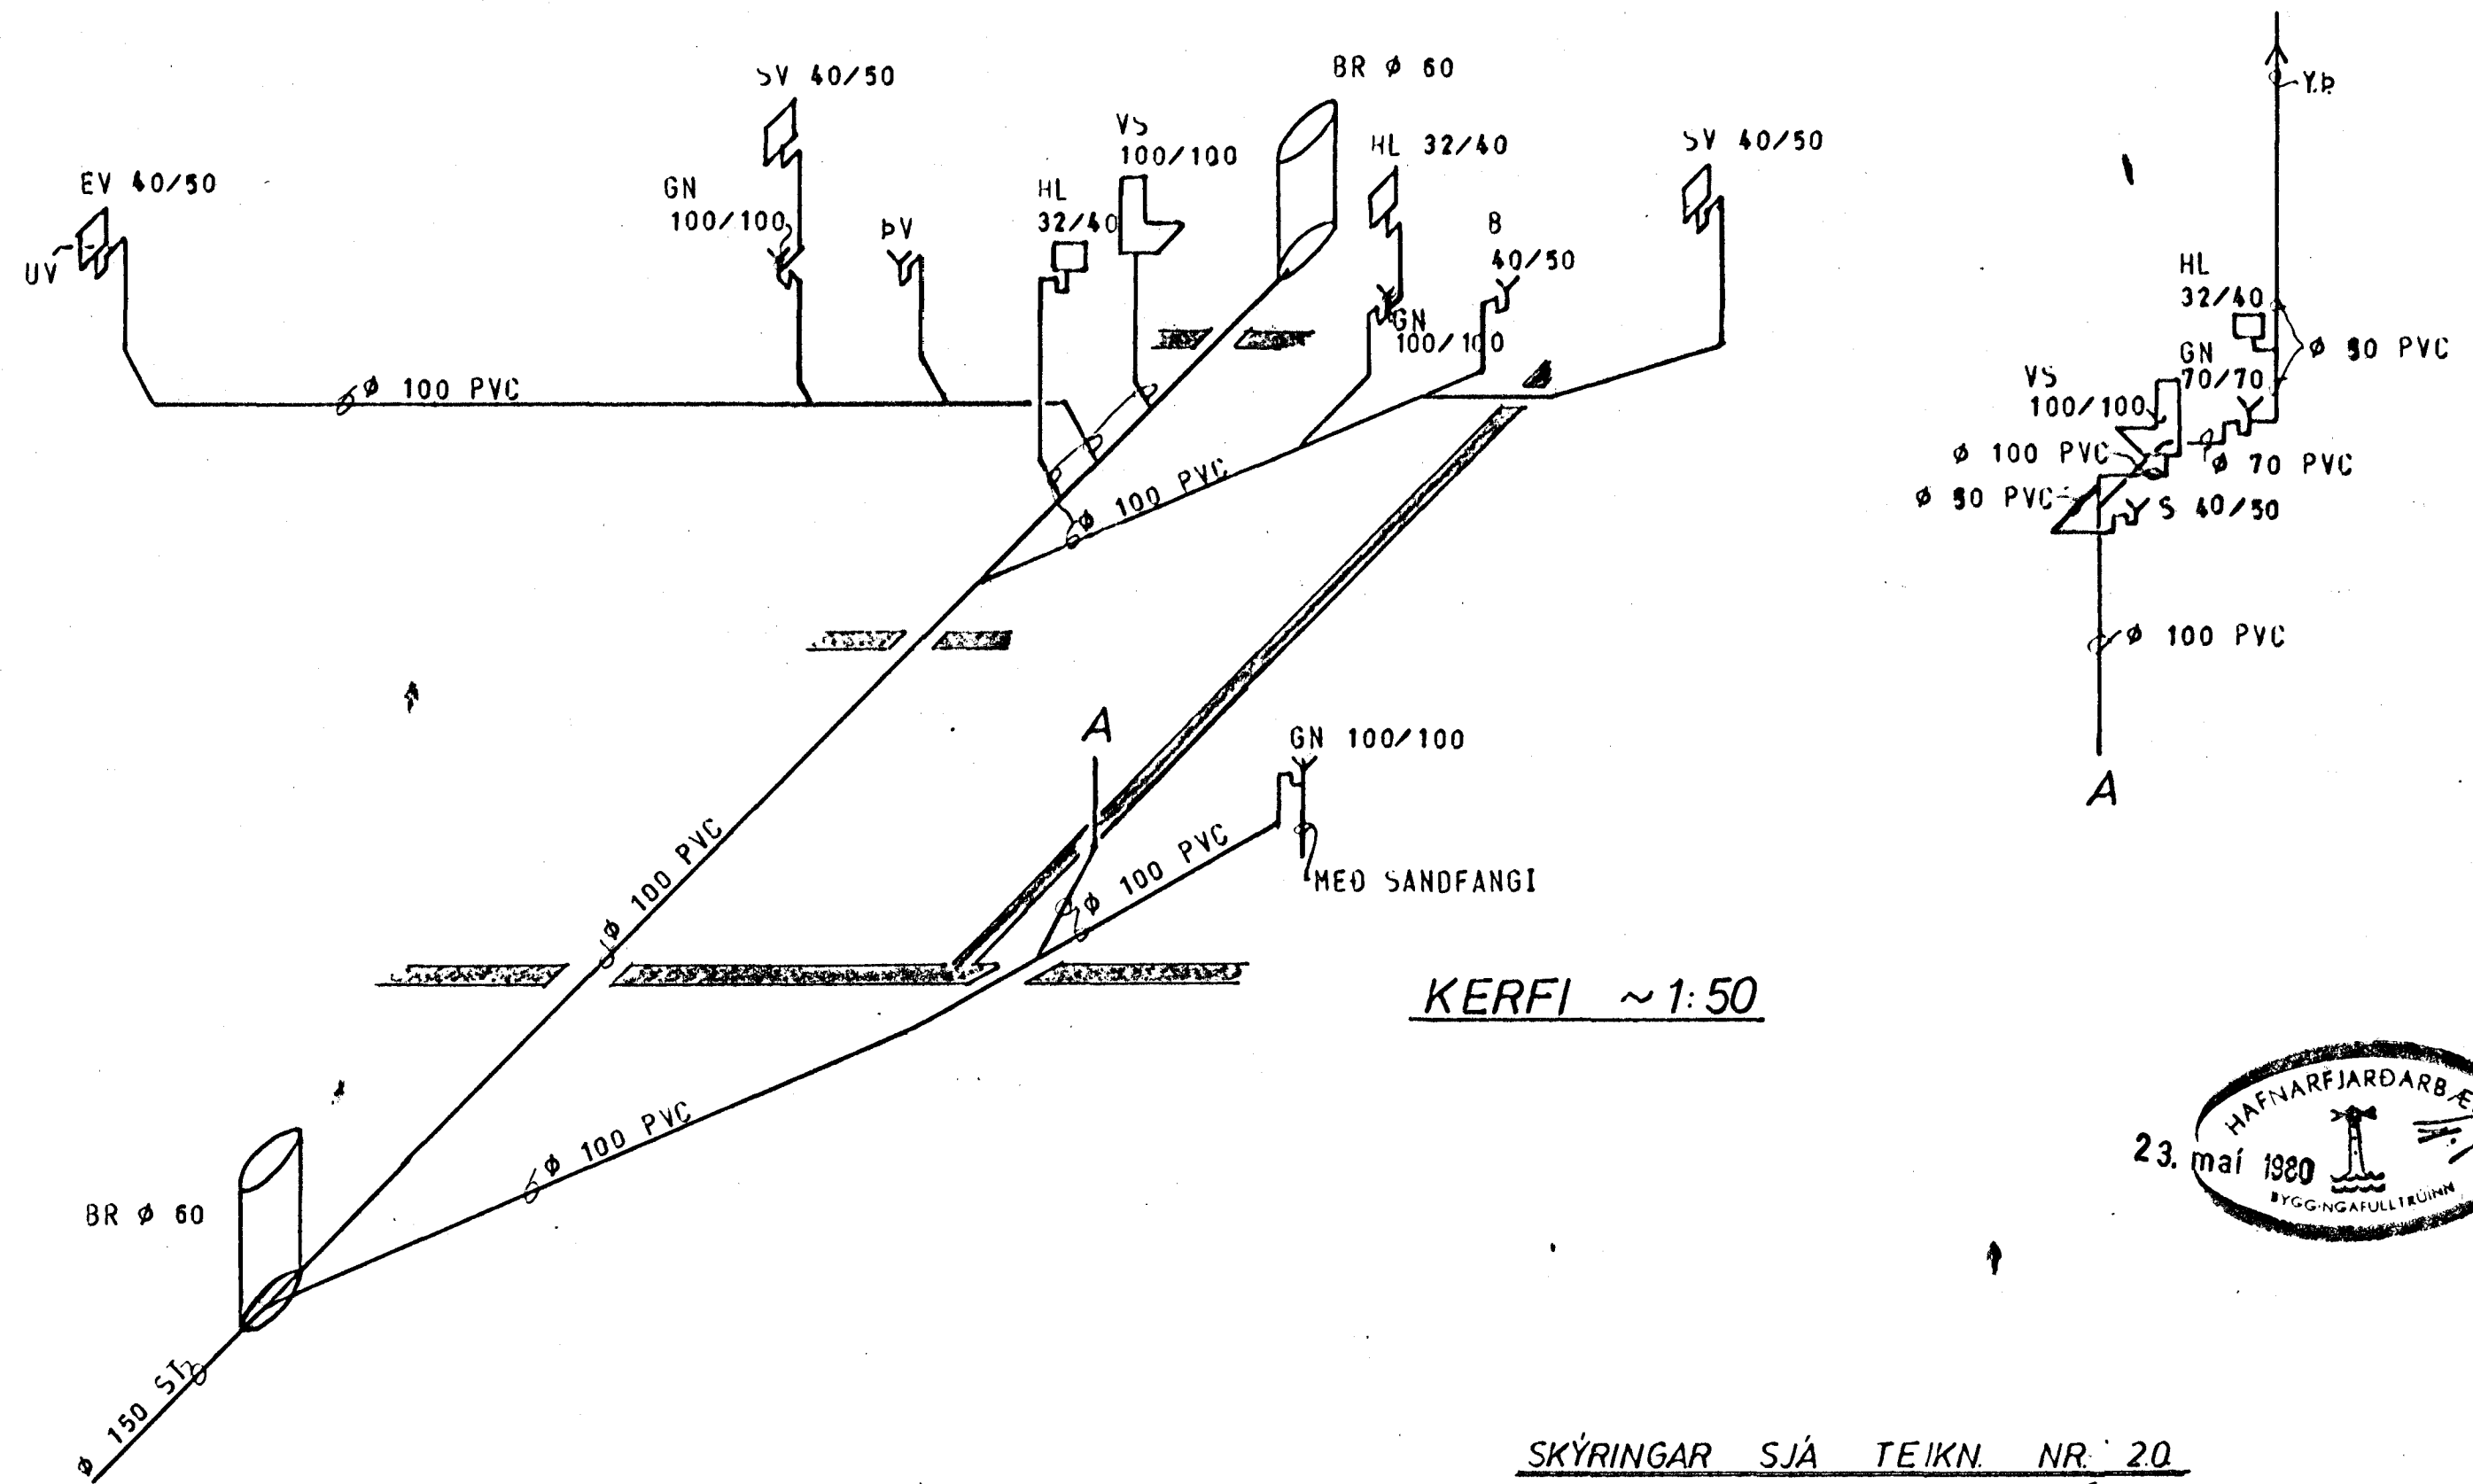 SV 40/50
BR ø 60
Y.Þ.
VS
100/100
HL 32/40
SV 40/50
EV 40/50
GN
100/100
HL
32/40
ÞV
B
40/50
UV
HL
32/40
GN
100/100
GN
70/70
ø 50 PVC
VS
100/100
ø 100 PVC
ø 100 PVC
ø 70 PVC
ø 50 PVC
S 40/50
ø 100 PVC
ø 100 PVC
A
GN 100/100
A
ø 100 PVC
ø 100 PVC
MEÐ SANDFANGI
KERFI ~1:50
ø 100 PVC
HAFNARFJARÐARBÆ
23. maí 1980
BYGGINGAFULLTRÚINN
BR ø 60
ø 150 ST
SKÝRINGAR SJÁ TEIKN. NR. 20